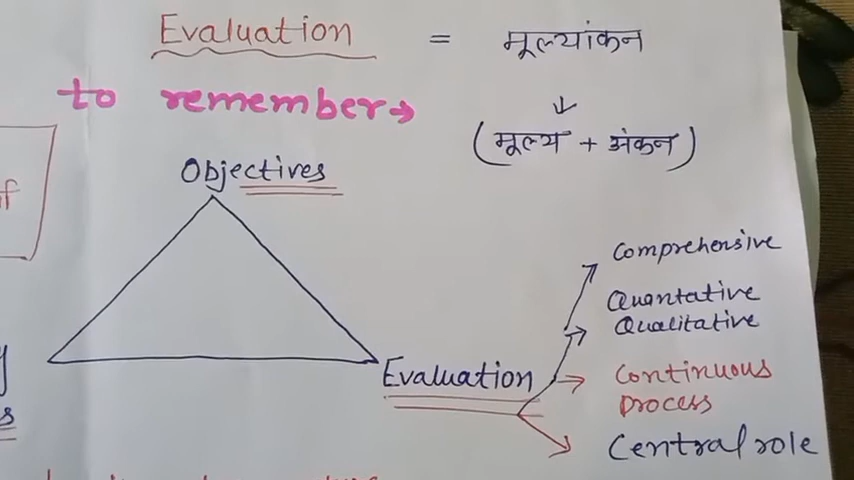 Evaluation = मूल्यांकन
to remember→
↓
(मूल्य + अंकन)
Objectives
Comprehensive
Quantative
Qualitative
Evaluation
Continuous
process
Central role